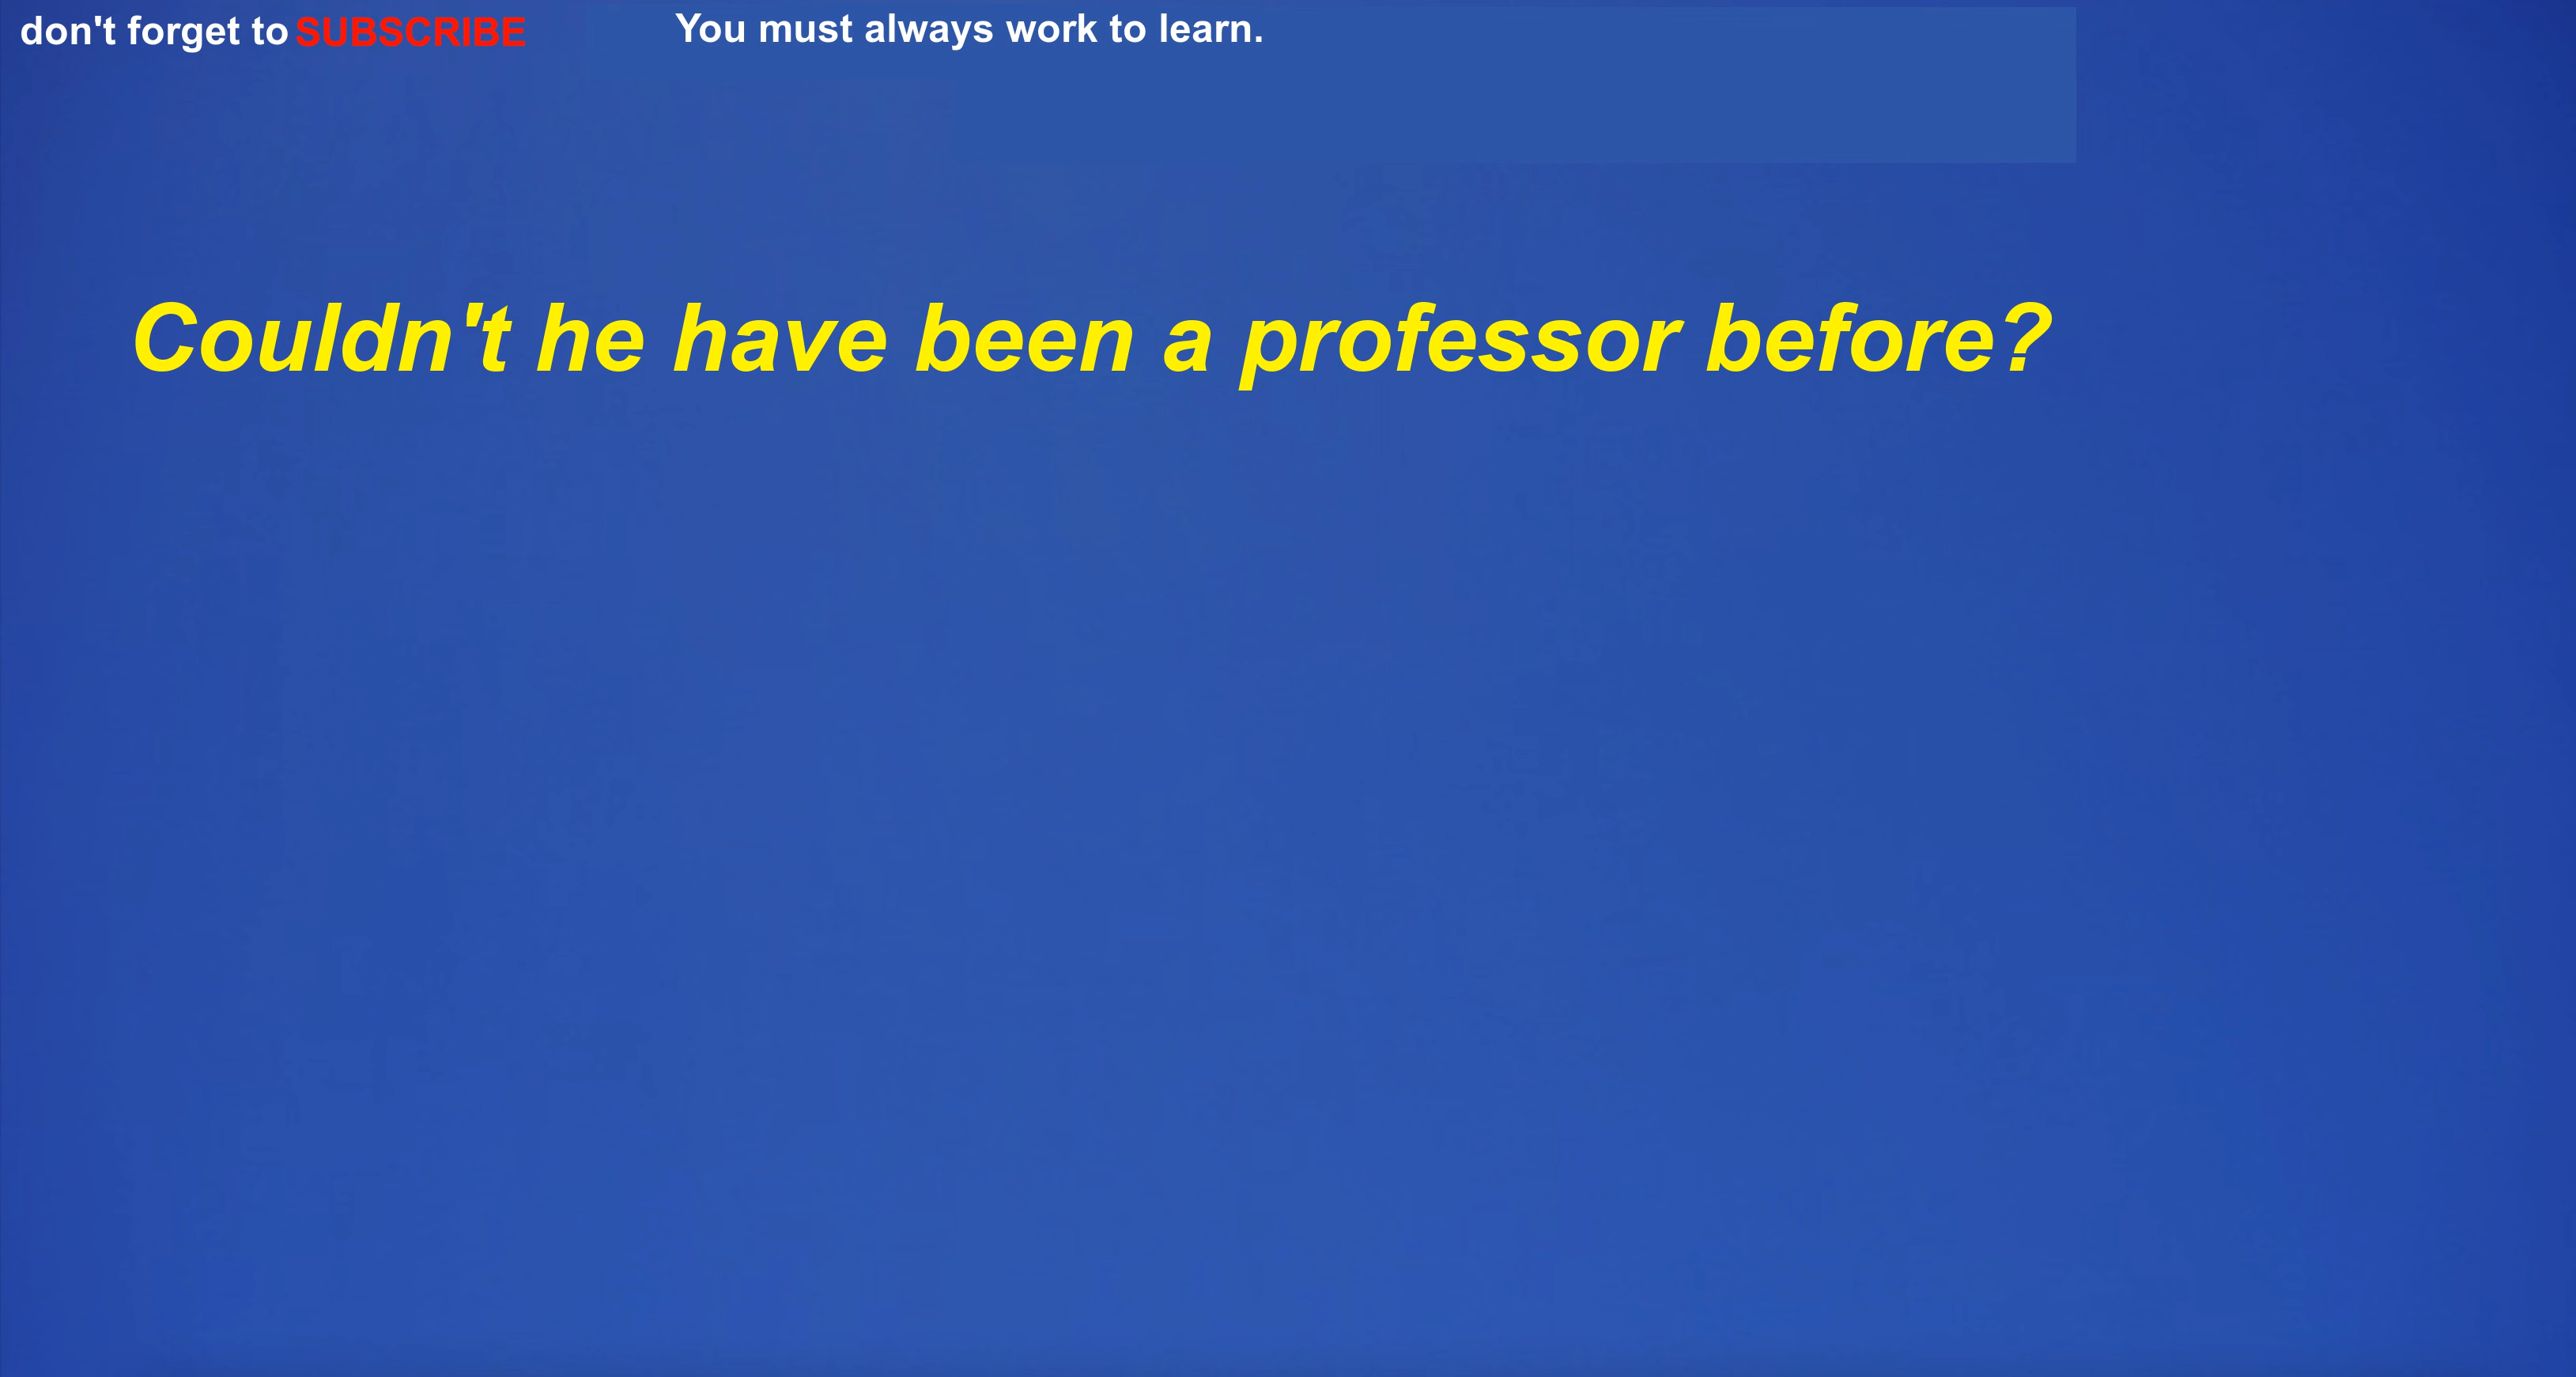 don't forget to SUBSCRIBE
You must always work to learn.
Couldn't he have been a professor before?